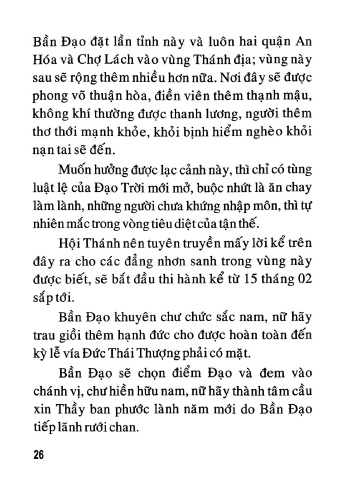 Bần Đạo đặt lần tỉnh này và luôn hai quận An
Hóa và Chợ Lách vào vùng Thánh địa; vùng này
sau sẽ rộng thêm nhiều hơn nữa. Nơi đây sẽ được
phong võ thuận hòa, điền viên thêm thạnh mậu,
không khí thường được thanh lương, người thêm
thơ thới mạnh khỏe, khỏi bịnh hiểm nghèo khỏi
nạn tai sẽ đến.
Muốn hưởng được lạc cảnh này, thì chỉ có tùng
luật lệ của Đạo Trời mới mở, buộc nhứt là ăn chay
làm lành, những người chưa khứng nhập môn, thì tự
nhiên mắc trong vòng tiêu diệt của tận thế.
Hội Thánh nên tuyên truyền mấy lời kể trên
đây ra cho các đẳng nhơn sanh trong vùng này
được biết, sẽ bắt đầu thi hành kể từ 15 tháng 02
sắp tới.
Bần Đạo khuyên chư chức sắc nam, nữ hãy
trau giồi thêm hạnh đức cho được hoàn toàn đến
kỳ lễ vía Đức Thái Thượng phải có mặt.
Bần Đạo sẽ chọn điểm Đạo và đem vào
chánh vị, chư hiền hữu nam, nữ hãy thành tâm cầu
xin Thầy ban phước lành năm mới do Bần Đạo
tiếp lãnh rưới chan.
26